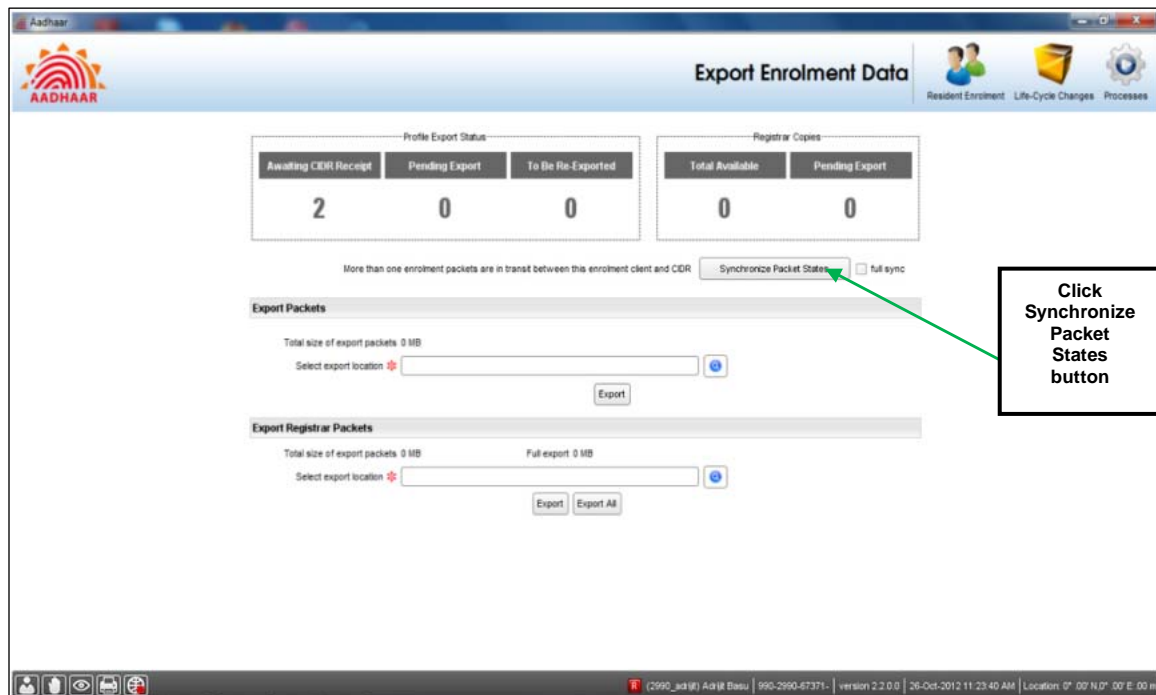 Aadhaar
AADHAAR
Export Enrolment Data
Resident Enrolment
Life-Cycle Changes
Processes
Profile Export Status
Registrar Copies
Awaiting CIDR Receipt
Pending Export
To Be Re-Exported
Total Available
Pending Export
2
0
0
0
0
More than one enrolment packets are in transit between this enrolment client and CIDR
Synchronize Packet States
full sync
Click
Synchronize
Packet
States
button
Export Packets
Total size of export packets 0 MB
Select export location
Export
Export Registrar Packets
Total size of export packets 0 MB
Full export 0 MB
Select export location
Export
Export All
(2990_adrijit) Adrijit Basu | 990-2990-67371- | version 2.2.0.0 | 26-Oct-2012 11:23:40 AM | Location: 0° .00' N.0° .00' E .00 m